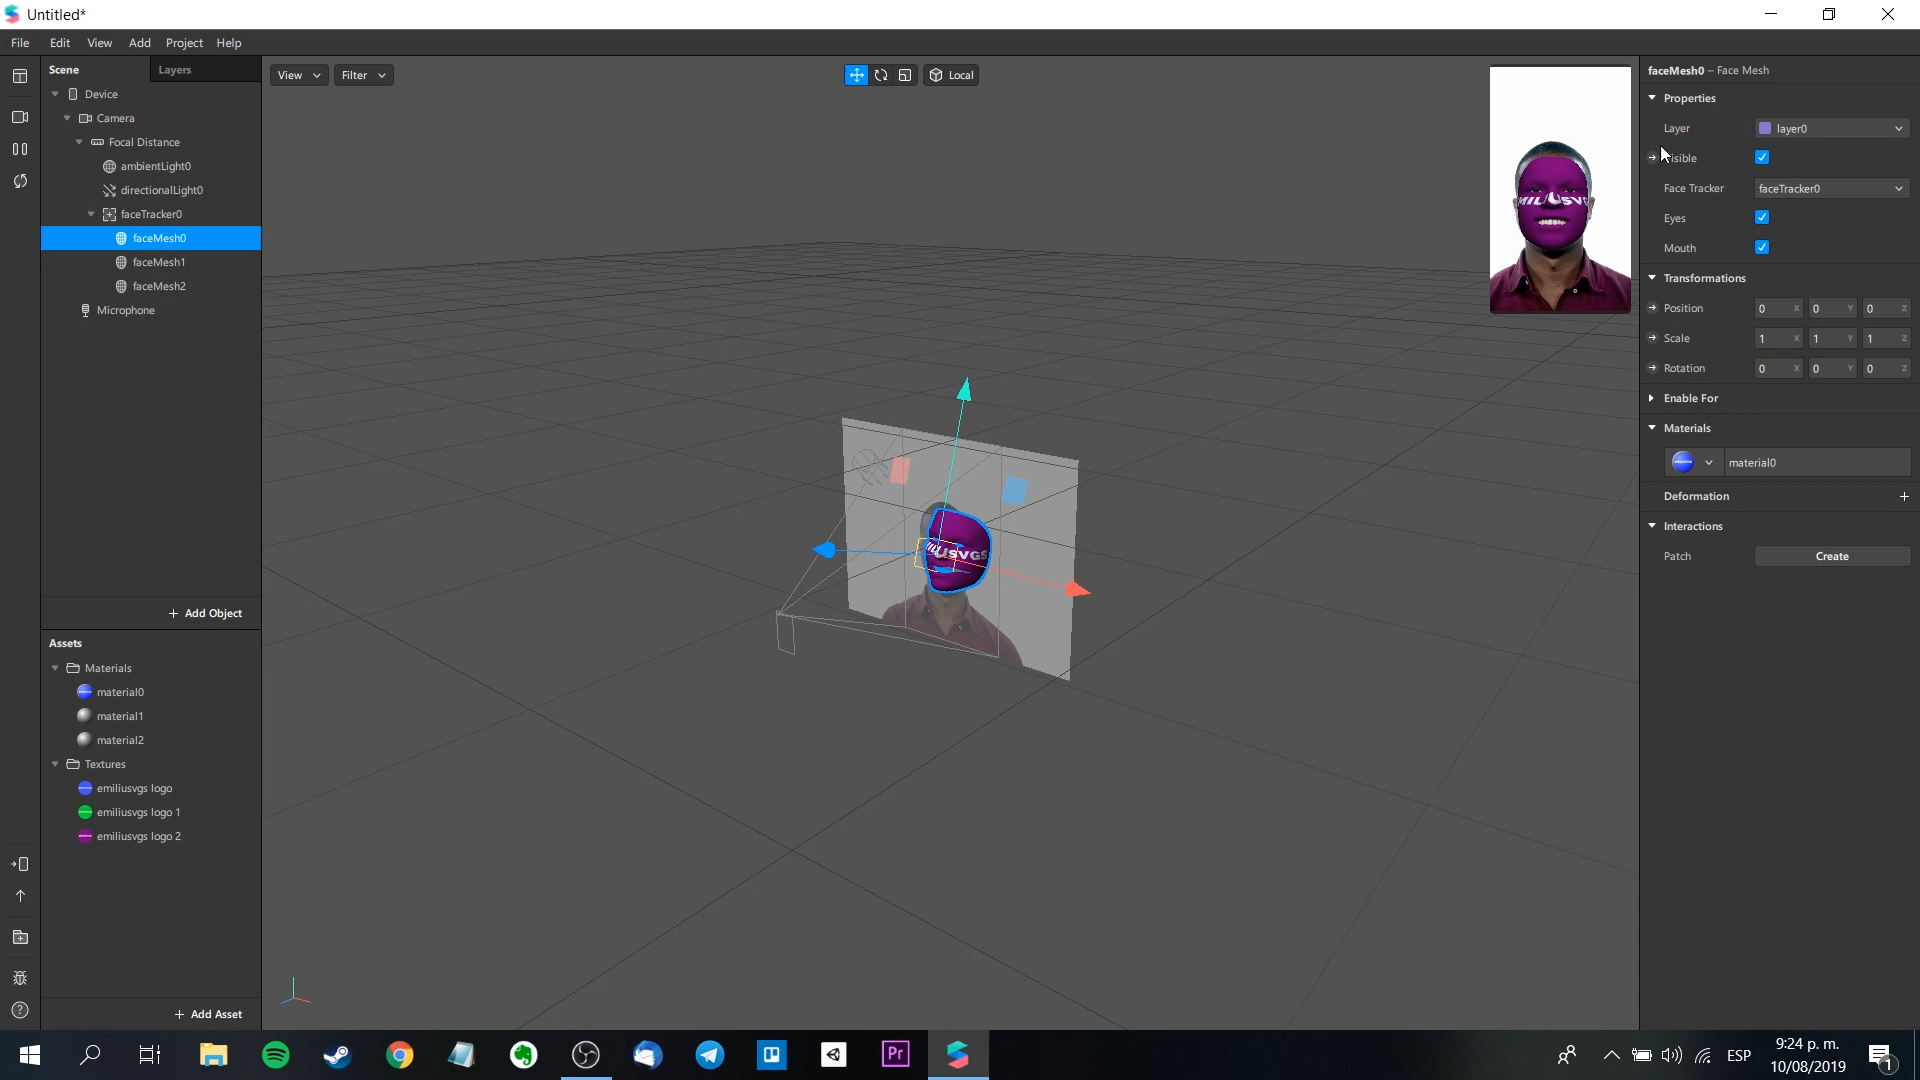 Untitled*
File Edit View Add Project Help
Scene Layers
Device
Camera
Focal Distance
ambientLight0
directionalLight0
faceTracker0
faceMesh0
faceMesh1
faceMesh2
Microphone
+ Add Object
Assets
Materials
material0
material1
material2
Textures
emiliusvgs logo
emiliusvgs logo 1
emiliusvgs logo 2
+ Add Asset
View Filter
Local
faceMesh0 – Face Mesh
Properties
Layer layer0
isible
Face Tracker faceTracker0
Eyes
Mouth
Transformations
Position 0 X 0 Y 0 Z
Scale 1 X 1 Y 1 Z
Rotation 0 X 0 Y 0 Z
Enable For
Materials
material0
Deformation +
Interactions
Patch Create
Pr
ESP
9:24 p. m.
10/08/2019
1